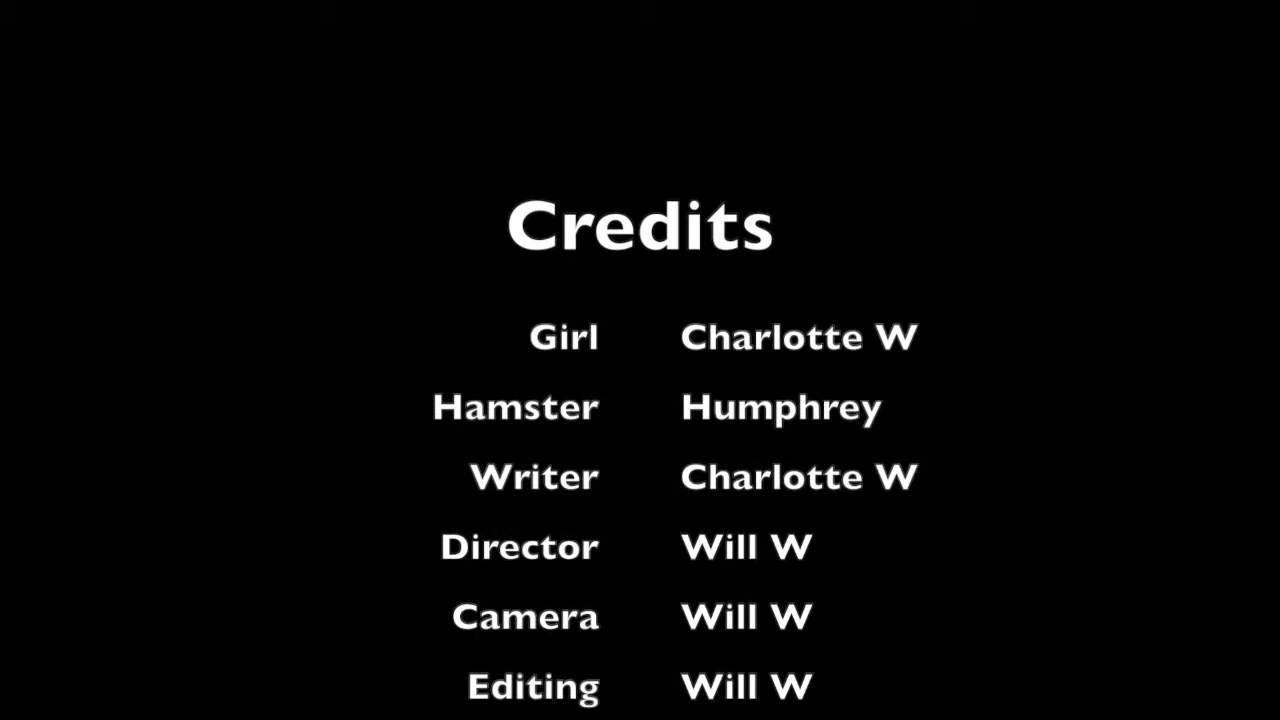 Credits
Girl Charlotte W
Hamster Humphrey
Writer Charlotte W
Director Will W
Camera Will W
Editing Will W